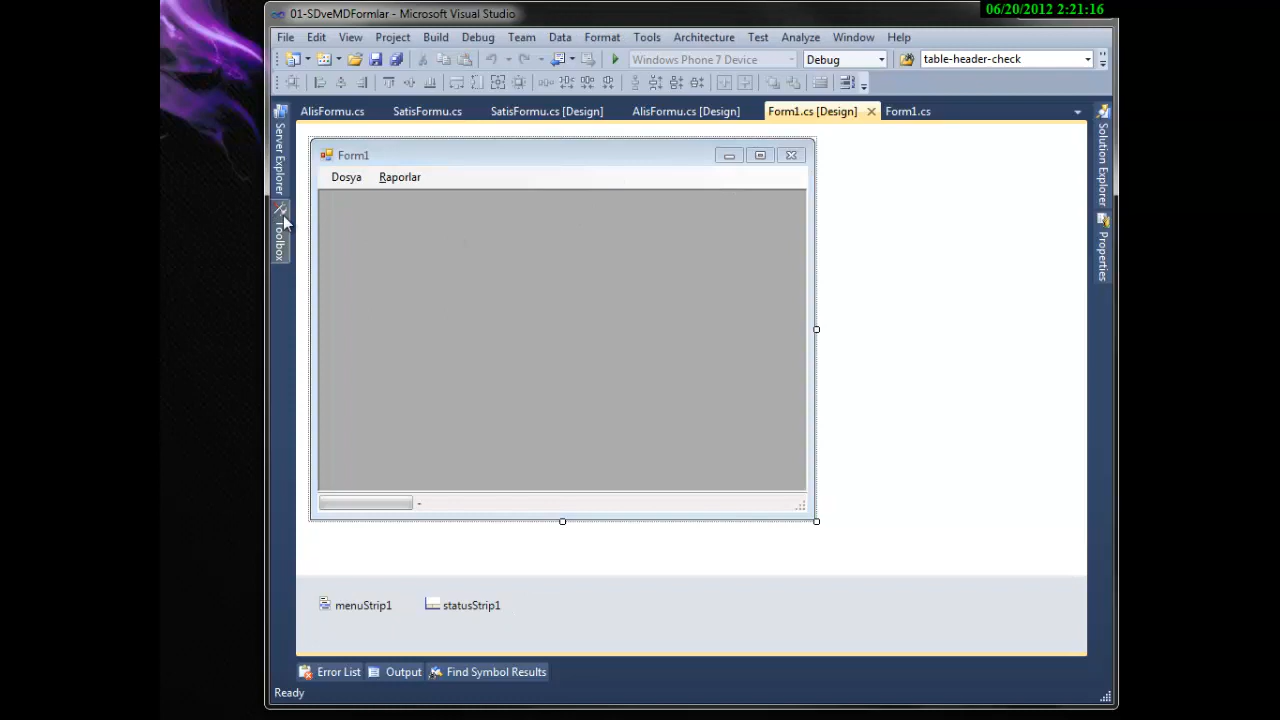 06/20/2012 2:21:16
01-SDveMDFormlar - Microsoft Visual Studio
File Edit View Project Build Debug Team Data Format Tools Architecture Test Analyze Window Help
Windows Phone 7 Device Debug table-header-check
AlisFormu.cs SatisFormu.cs SatisFormu.cs [Design] AlisFormu.cs [Design] Form1.cs [Design] Form1.cs
Server Explorer
Toolbox
Solution Explorer
Properties
Form1
Dosya Raporlar
-
menuStrip1 statusStrip1
Error List Output Find Symbol Results
Ready